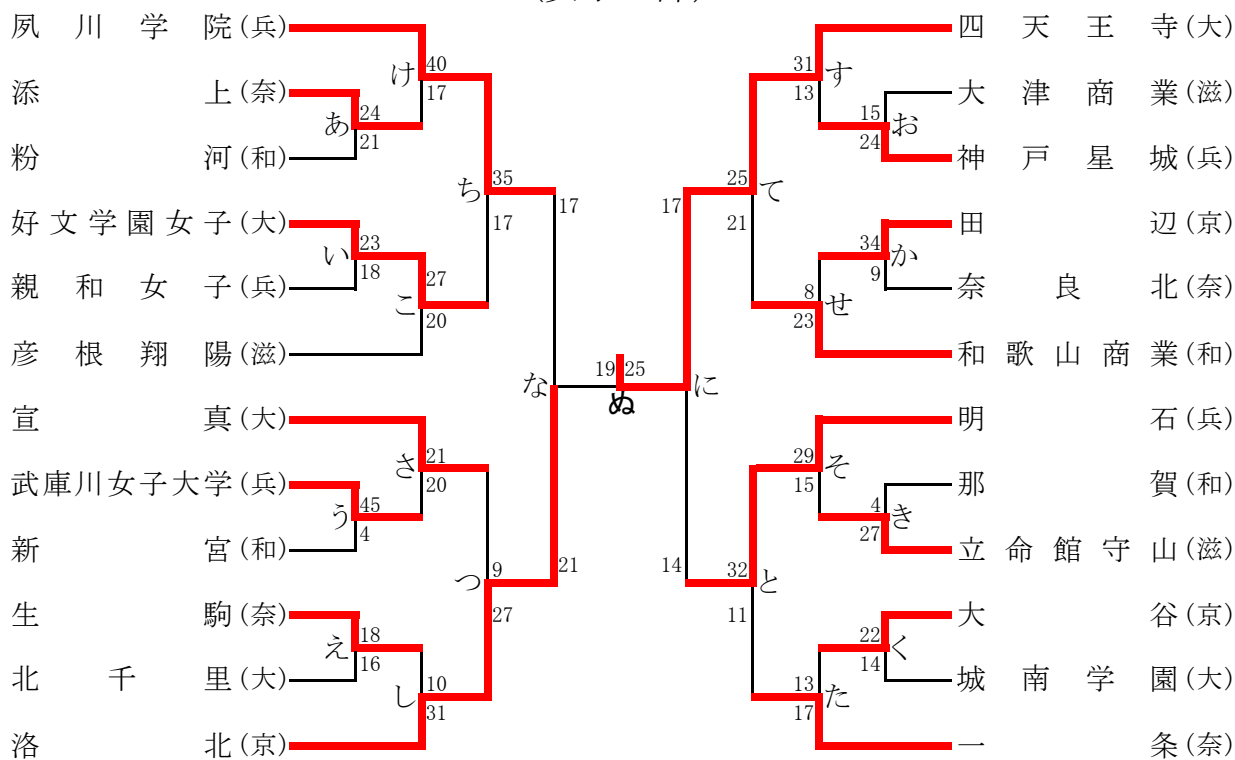 夙川学院(兵)
添上(奈)
粉河(和)
好文学園女子(大)
親和女子(兵)
彦根翔陽(滋)
宣真(大)
武庫川女子大学(兵)
新宮(和)
生駒(奈)
北千里(大)
洛北(京)
け
40
17
あ
24
21
い
23
18
こ
27
20
ち
35
17
さ
21
20
う
45
4
え
18
16
し
10
31
つ
9
27
な
17
21
19 25
ぬ
に
17
14
て
25
21
と
32
11
す
31
13
お
15
24
か
34
9
せ
8
23
そ
29
15
き
4
27
く
22
14
た
13
17
四天王寺(大)
大津商業(滋)
神戸星城(兵)
田辺(京)
奈良北(奈)
和歌山商業(和)
明石(兵)
那賀(和)
立命館守山(滋)
大谷(京)
城南学園(大)
一条(奈)